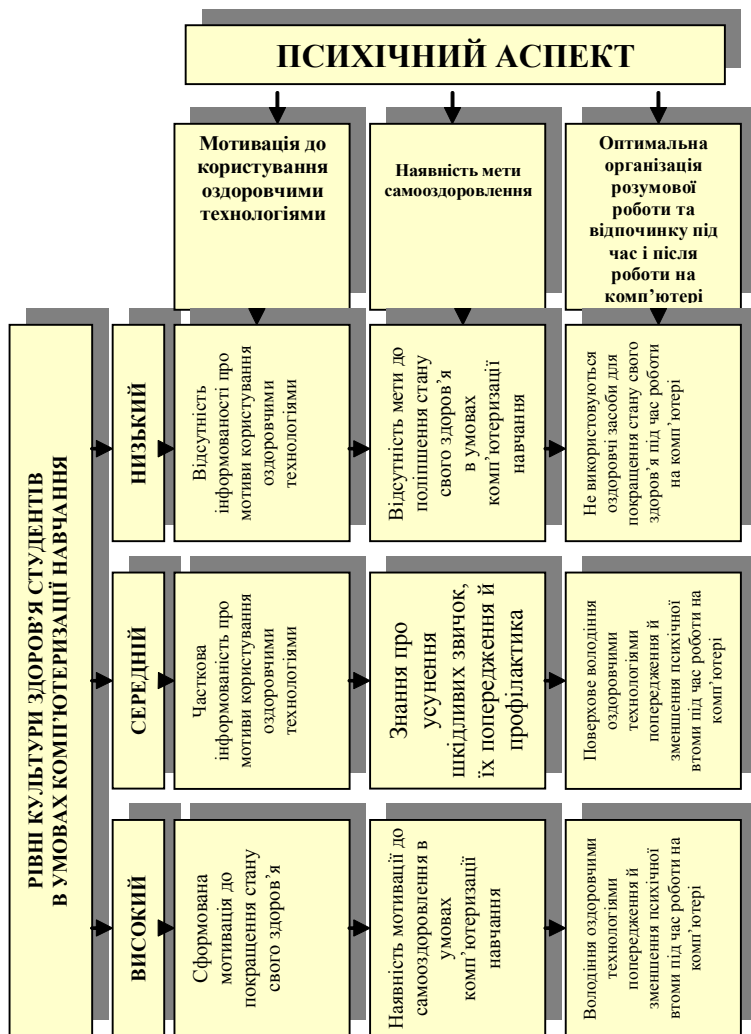 ПСИХІЧНИЙ АСПЕКТ
Мотивація до
користування
оздоровчими
технологіями
Наявність мети
самооздоровлення
Оптимальна
організація
розумової
роботи та
відпочинку під
час і після
роботи на
комп’ютері
РІВНІ КУЛЬТУРИ ЗДОРОВ’Я СТУДЕНТІВ
В УМОВАХ КОМП’ЮТЕРИЗАЦІЇ НАВЧАННЯ
НИЗЬКИЙ
Відсутність
інформованості про
мотиви користування
оздоровчими
технологіями
Відсутність мети до
поліпшення стану
свого здоров’я
в умовах
комп’ютеризації
навчання
Не використовуються
оздоровчі засоби для
покращення стану свого
здоров’я під час роботи
на комп’ютері
СЕРЕДНІЙ
Часткова
інформованість про
мотиви користування
оздоровчими
технологіями
Знання про
усунення
шкідливих звичок,
їх попередження й
профілактика
Поверхове володіння
оздоровчими
технологіями
попередження й
зменшення психічної
втоми під час роботи на
комп’ютері
ВИСОКИЙ
Сформована
мотивація до
покращення стану
свого здоров’я
Наявність мотивації до
самооздоровлення в
умовах
комп’ютеризації
навчання
Володіння оздоровчими
технологіями
попередження й
зменшення психічної
втоми під час роботи на
комп’ютері